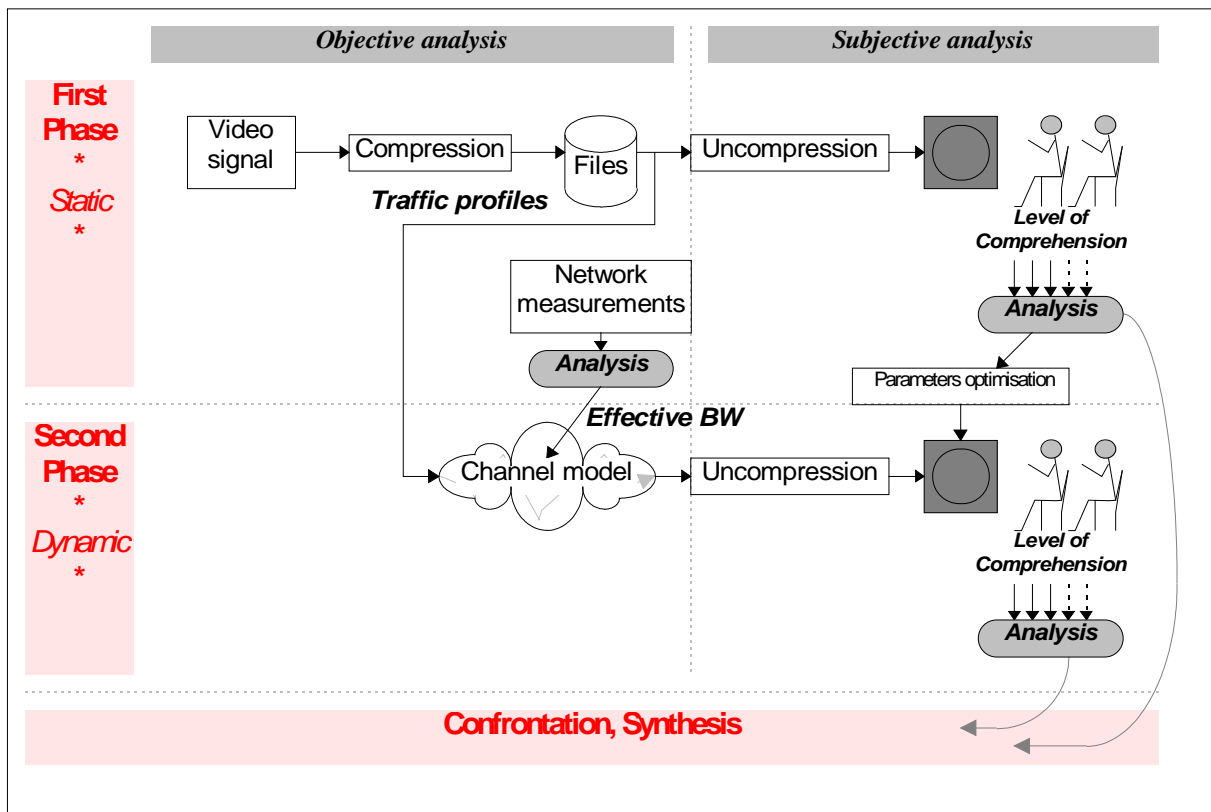 Objective analysis
Subjective analysis
First
Phase
*
Static
*
Video
signal
Compression
Files
Uncompression
Traffic profiles
Level of
Comprehension
Network
measurements
Analysis
Analysis
Parameters optimisation
Second
Phase
*
Dynamic
*
Effective BW
Channel model
Uncompression
Level of
Comprehension
Analysis
Confrontation, Synthesis